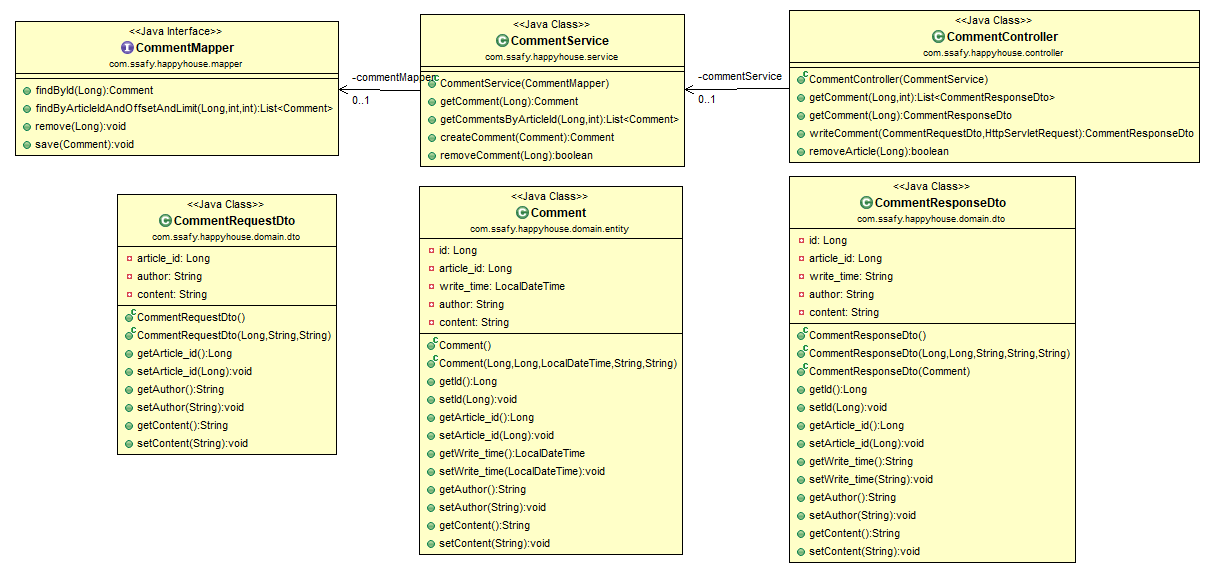 <<Java Interface>>
CommentMapper
com.ssafy.happyhouse.mapper
findById(Long):Comment
findByArticleIdAndOffsetAndLimit(Long,int,int):List<Comment>
remove(Long):void
save(Comment):void
-commentMapper
0..1
<<Java Class>>
CommentService
com.ssafy.happyhouse.service
CommentService(CommentMapper)
getComment(Long):Comment
getCommentsByArticleId(Long,int):List<Comment>
createComment(Comment):Comment
removeComment(Long):boolean
-commentService
0..1
<<Java Class>>
CommentController
com.ssafy.happyhouse.controller
CommentController(CommentService)
getComment(Long,int):List<CommentResponseDto>
getComment(Long):CommentResponseDto
writeComment(CommentRequestDto,HttpServletRequest):CommentResponseDto
removeArticle(Long):boolean
<<Java Class>>
CommentRequestDto
com.ssafy.happyhouse.domain.dto
article_id: Long
author: String
content: String
CommentRequestDto()
CommentRequestDto(Long,String,String)
getArticle_id():Long
setArticle_id(Long):void
getAuthor():String
setAuthor(String):void
getContent():String
setContent(String):void
<<Java Class>>
Comment
com.ssafy.happyhouse.domain.entity
id: Long
article_id: Long
write_time: LocalDateTime
author: String
content: String
Comment()
Comment(Long,Long,LocalDateTime,String,String)
getId():Long
setId(Long):void
getArticle_id():Long
setArticle_id(Long):void
getWrite_time():LocalDateTime
setWrite_time(LocalDateTime):void
getAuthor():String
setAuthor(String):void
getContent():String
setContent(String):void
<<Java Class>>
CommentResponseDto
com.ssafy.happyhouse.domain.dto
id: Long
article_id: Long
write_time: String
author: String
content: String
CommentResponseDto()
CommentResponseDto(Long,Long,String,String,String)
CommentResponseDto(Comment)
getId():Long
setId(Long):void
getArticle_id():Long
setArticle_id(Long):void
getWrite_time():String
setWrite_time(String):void
getAuthor():String
setAuthor(String):void
getContent():String
setContent(String):void